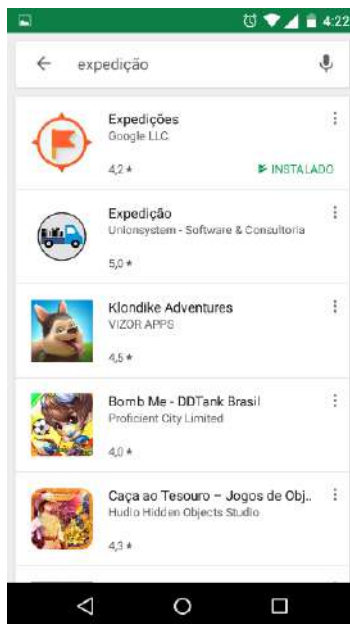 4:22
expedição
Expedições
Google LLC
4,2 ★
INSTALADO
Expedição
Unionsystem - Software & Consultoria
5,0 ★
Klondike Adventures
VIZOR APPS
4,5 ★
Bomb Me - DDTank Brasil
Proficient City Limited
4,0 ★
Caça ao Tesouro – Jogos de Obj..
Hudio Hidden Objects Studio
4,3 ★